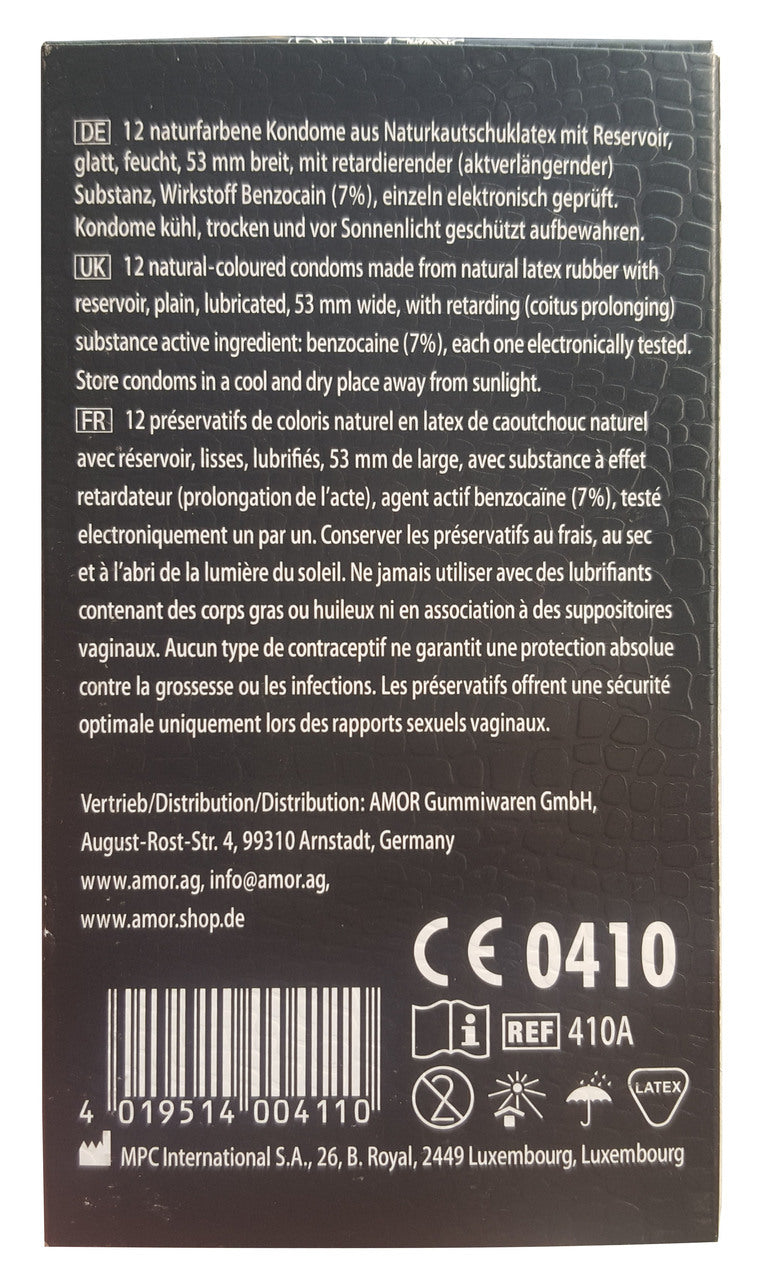 DE 12 naturfarbene Kondome aus Naturkautschuklatex mit Reservoir,
glatt, feucht, 53 mm breit, mit retardierender (aktverlängernder)
Substanz, Wirkstoff Benzocain (7%), einzeln elektronisch geprüft.
Kondome kühl, trocken und vor Sonnenlicht geschützt aufbewahren.
UK 12 natural-coloured condoms made from natural latex rubber with
reservoir, plain, lubricated, 53 mm wide, with retarding (coitus prolonging)
substance active ingredient: benzocaine (7%), each one electronically tested.
Store condoms in a cool and dry place away from sunlight.
FR 12 préservatifs de coloris naturel en latex de caoutchouc naturel
avec réservoir, lisses, lubrifiés, 53 mm de large, avec substance à effet
retardateur (prolongation de l'acte), agent actif benzocaïne (7%), testé
electroniquement un par un. Conserver les préservatifs au frais, au sec
et à l'abri de la lumière du soleil. Ne jamais utiliser avec des lubrifiants
contenant des corps gras ou huileux ni en association à des suppositoires
vaginaux. Aucun type de contraceptif ne garantit une protection absolue
contre la grossesse ou les infections. Les préservatifs offrent une sécurité
optimale uniquement lors des rapports sexuels vaginaux.
Vertrieb/Distribution/Distribution: AMOR Gummiwaren GmbH,
August-Rost-Str. 4, 99310 Arnstadt, Germany
www.amor.ag, info@amor.ag,
www.amor.shop.de
CE 0410
REF 410A
2
LATEX
4 019514 004110
MPC International S.A., 26, B. Royal, 2449 Luxembourg, Luxembourg